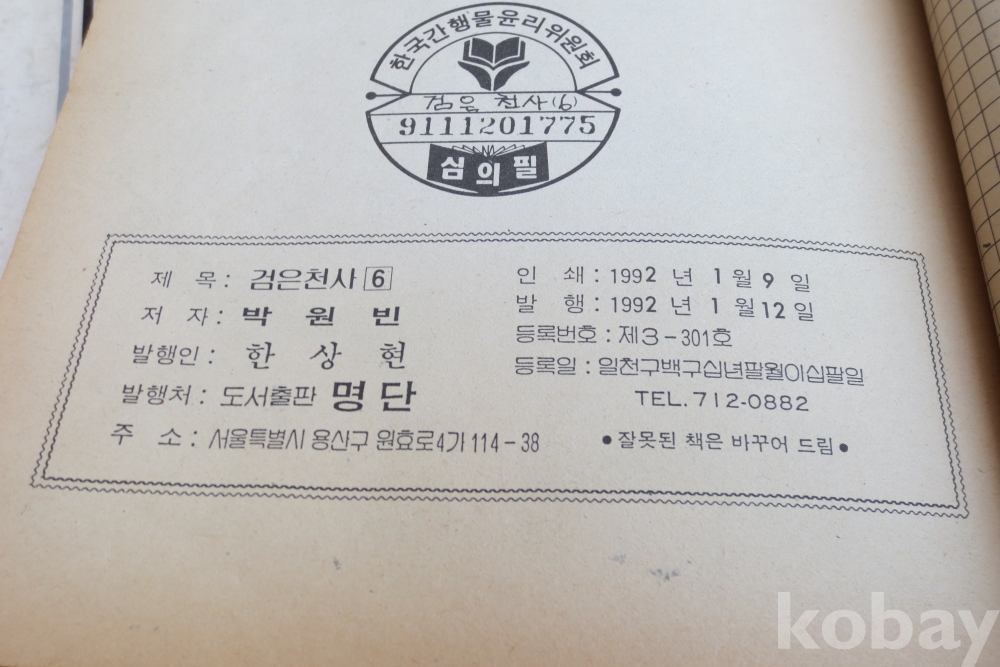 한국간행물윤리위원회
검은 천사(6)
9111201775
심의필
제 목 : 검은천사 6
저 자 : 박 원 빈
발행인 : 한 상 현
발행처 : 도서출판 명단
주 소 : 서울특별시 용산구 원효로4가 114-38
인 쇄 : 1992 년 1 월 9 일
발 행 : 1992 년 1 월 12 일
등록번호 : 제3-301호
등록일 : 일천구백구십년팔월이십팔일
TEL. 712-0882
•잘못된 책은 바꾸어 드림•
kobay